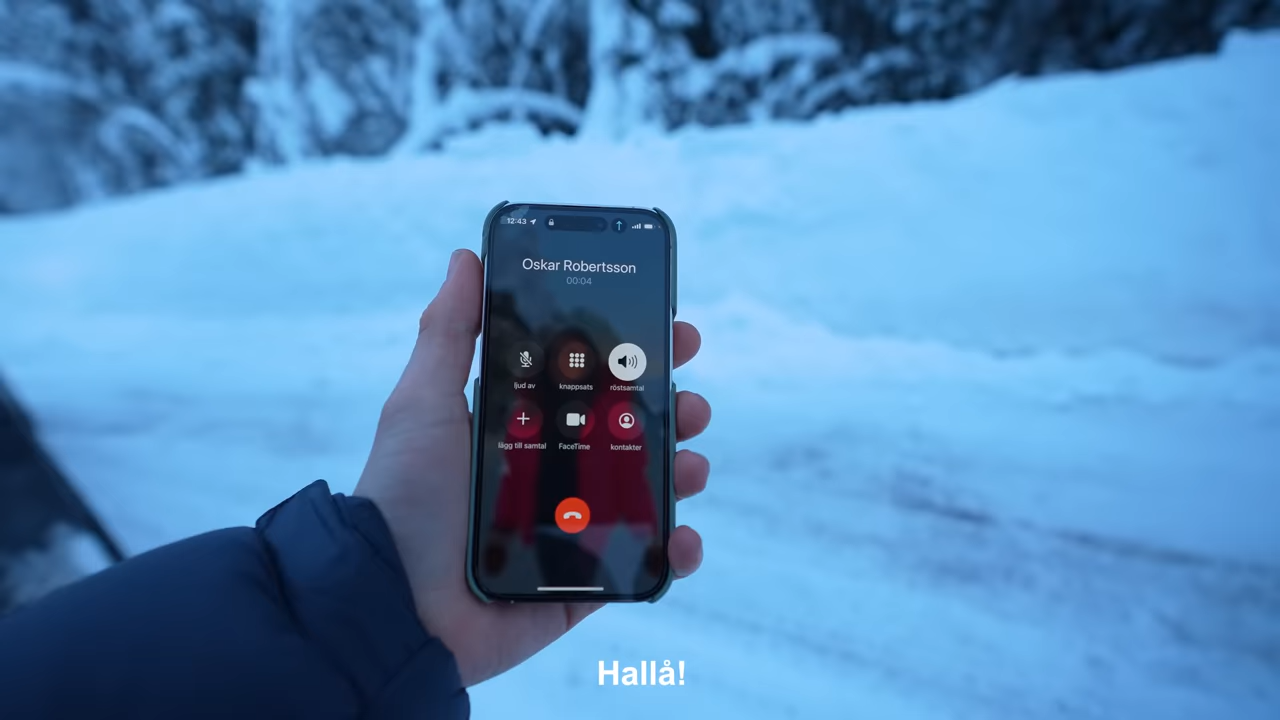 12:43
Oskar Robertsson
00:04
ljud av
knappsats
röstsamtal
lägg till samtal
FaceTime
kontakter
Hallå!